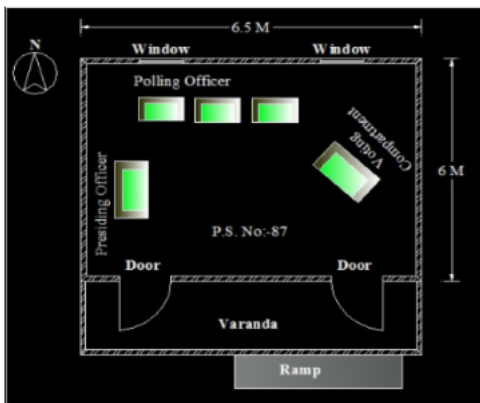 6.5 M
N
Window
Window
Polling Officer
Voting
Compartment
6 M
Presiding Officer
P.S. No:-87
Door
Door
Varanda
Ramp